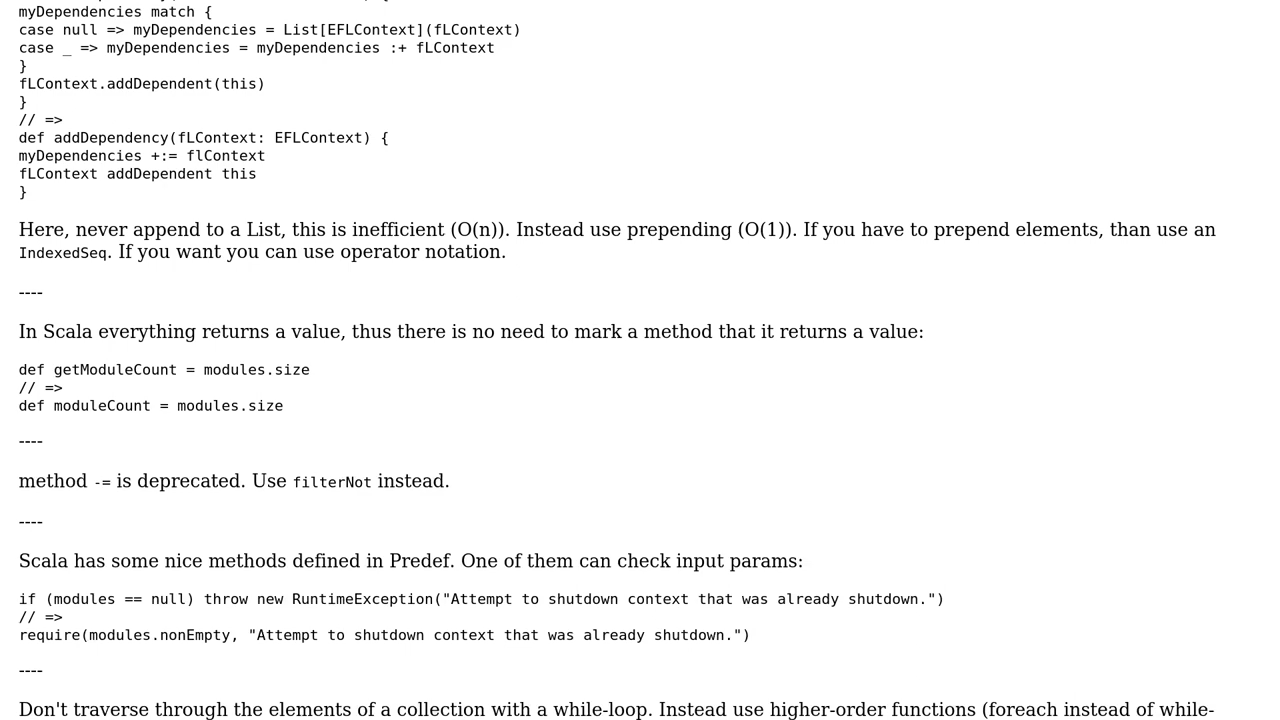 myDependencies match {
case null => myDependencies = List[EFLContext](fLContext)
case _ => myDependencies = myDependencies :+ fLContext
}
fLContext.addDependent(this)
}
// =>
def addDependency(fLContext: EFLContext) {
myDependencies +:= flContext
fLContext addDependent this
}
Here, never append to a List, this is inefficient (O(n)). Instead use prepending (O(1)). If you have to prepend elements, than use an
IndexedSeq. If you want you can use operator notation.
----
In Scala everything returns a value, thus there is no need to mark a method that it returns a value:
def getModuleCount = modules.size
// =>
def moduleCount = modules.size
----
method -= is deprecated. Use filterNot instead.
----
Scala has some nice methods defined in Predef. One of them can check input params:
if (modules == null) throw new RuntimeException("Attempt to shutdown context that was already shutdown.")
// =>
require(modules.nonEmpty, "Attempt to shutdown context that was already shutdown.")
----
Don't traverse through the elements of a collection with a while-loop. Instead use higher-order functions (foreach instead of while-